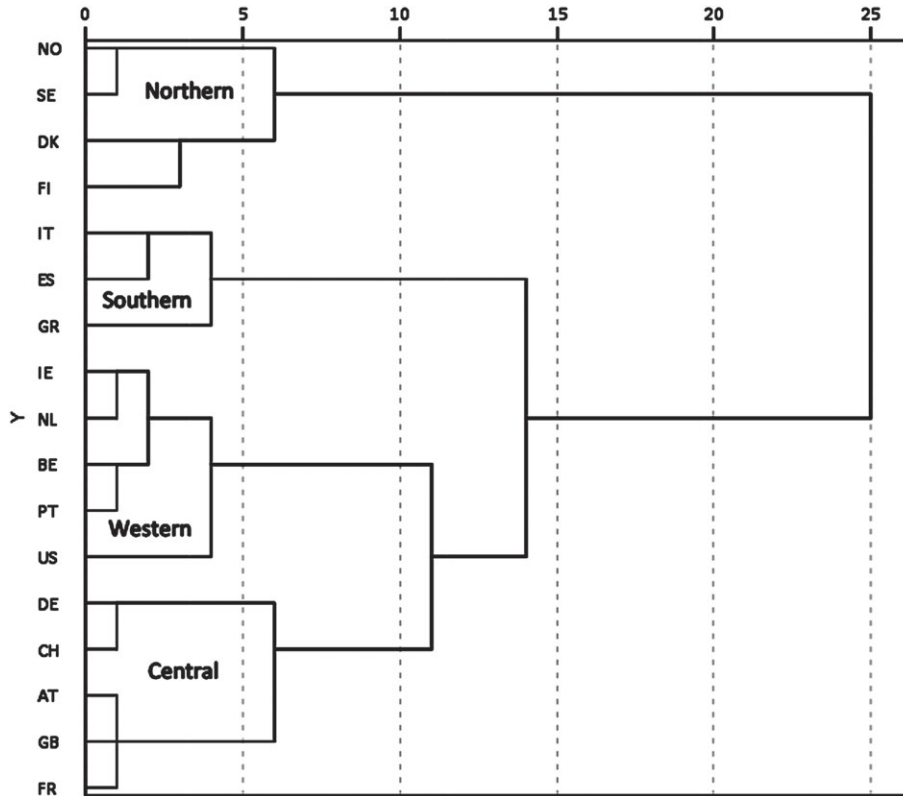 0 5 10 15 20 25
NO
Northern
SE
DK
FI
IT
ES
Southern
GR
IE
NL
Y
BE
PT
Western
US
DE
CH
Central
AT
GB
FR